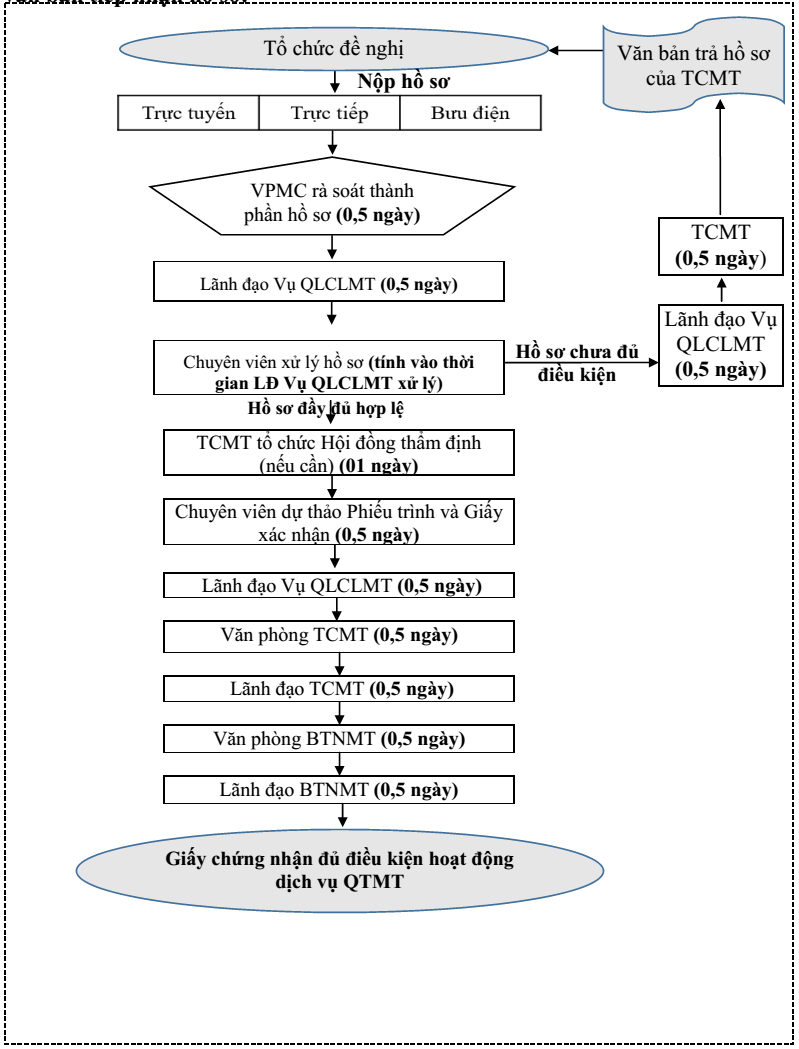 Tổ chức đề nghị
Văn bản trả hồ sơ
của TCMT
Nộp hồ sơ
Trực tuyến
Trực tiếp
Bưu điện
VPMC rà soát thành
phần hồ sơ (0,5 ngày)
Lãnh đạo Vụ QLCLMT (0,5 ngày)
TCMT
(0,5 ngày)
Lãnh đạo Vụ
QLCLMT
(0,5 ngày)
Chuyên viên xử lý hồ sơ (tính vào thời
gian LĐ Vụ QLCLMT xử lý)
Hồ sơ chưa đủ
điều kiện
Hồ sơ đầy đủ hợp lệ
TCMT tổ chức Hội đồng thẩm định
(nếu cần) (01 ngày)
Chuyên viên dự thảo Phiếu trình và Giấy
xác nhận (0,5 ngày)
Lãnh đạo Vụ QLCLMT (0,5 ngày)
Văn phòng TCMT (0,5 ngày)
Lãnh đạo TCMT (0,5 ngày)
Văn phòng BTNMT (0,5 ngày)
Lãnh đạo BTNMT (0,5 ngày)
Giấy chứng nhận đủ điều kiện hoạt động
dịch vụ QTMT